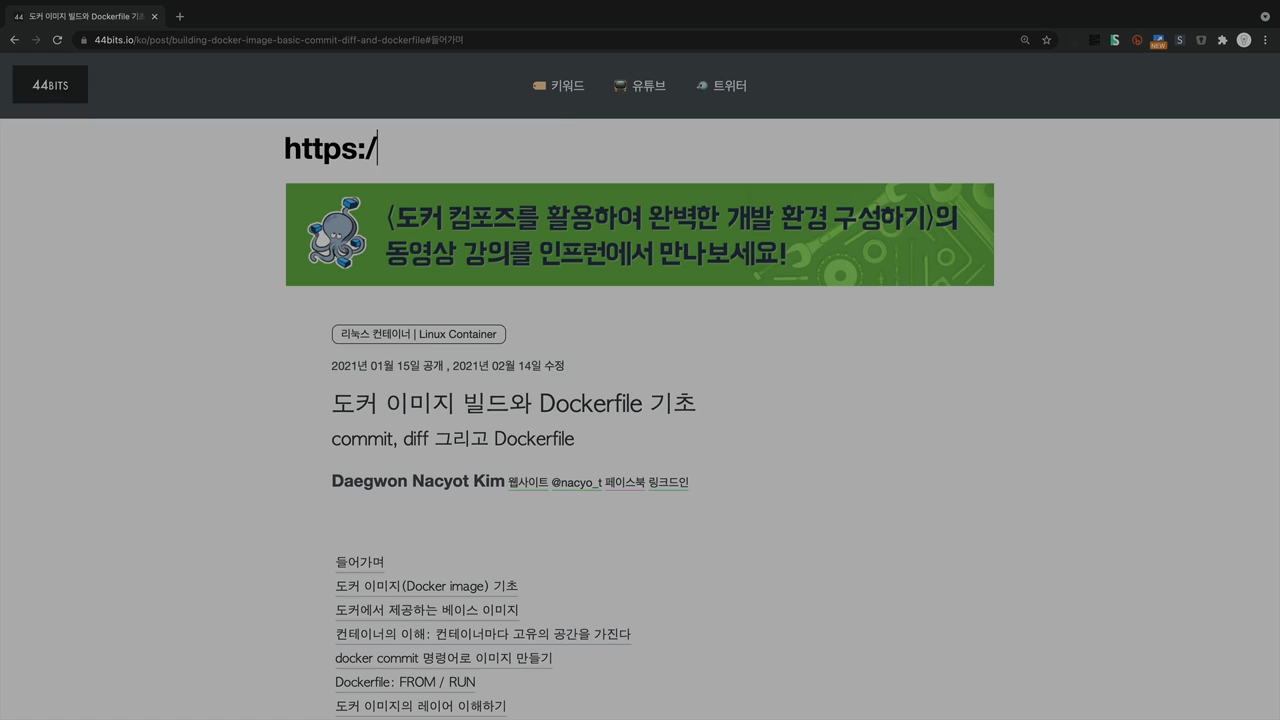 44 도커 이미지 빌드와 Dockerfile 기초
44bits.io/ko/post/building-docker-image-basic-commit-diff-and-dockerfile#들어가며
NEW
44BITS
키워드 유튜브 트위터
https:/
〈도커 컴포즈를 활용하여 완벽한 개발 환경 구성하기〉의
동영상 강의를 인프런에서 만나보세요!
리눅스 컨테이너 | Linux Container
2021년 01월 15일 공개 , 2021년 02월 14일 수정
도커 이미지 빌드와 Dockerfile 기초
commit, diff 그리고 Dockerfile
Daegwon Nacyot Kim 웹사이트 @nacyo_t 페이스북 링크드인
들어가며
도커 이미지(Docker image) 기초
도커에서 제공하는 베이스 이미지
컨테이너의 이해: 컨테이너마다 고유의 공간을 가진다
docker commit 명령어로 이미지 만들기
Dockerfile: FROM / RUN
도커 이미지의 레이어 이해하기